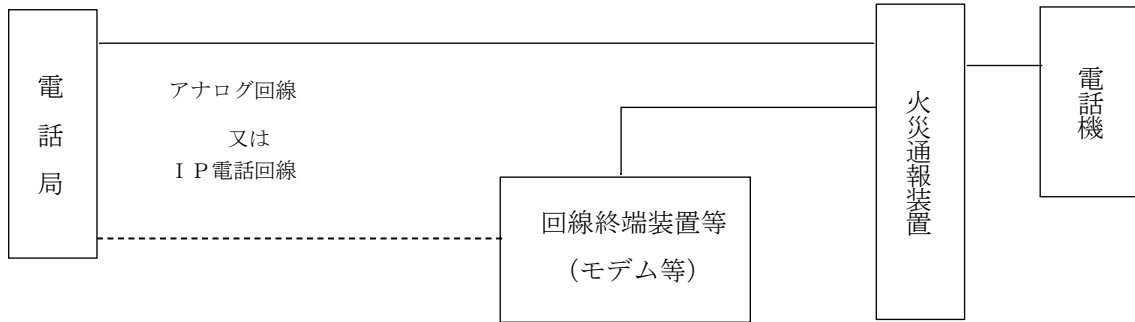 電話局
アナログ回線
又は
ＩＰ電話回線
回線終端装置等
（モデム等）
火災通報装置
電話機